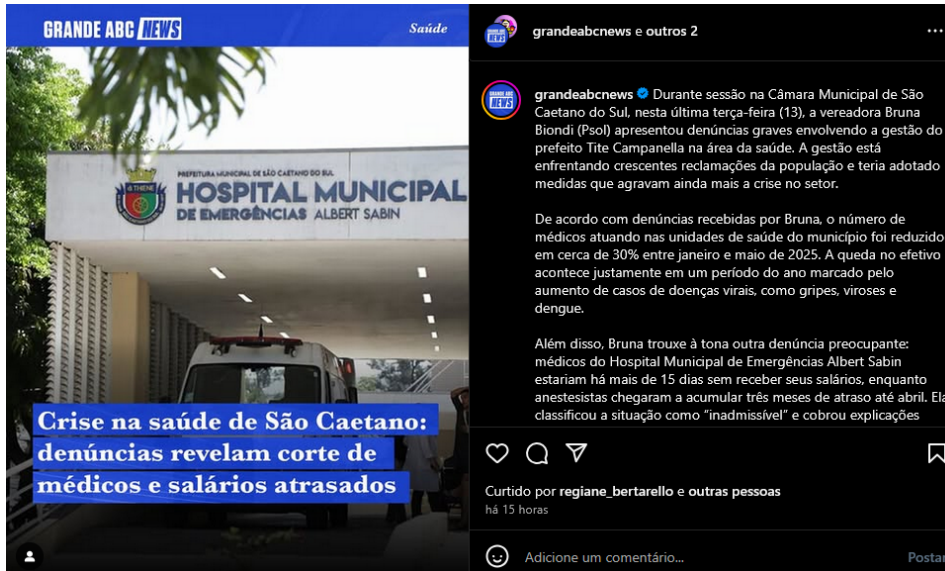 GRANDE ABC NEWS
Saúde
PREFEITURA MUNICIPAL DE SÃO CAETANO DO SUL
HOSPITAL MUNICIPAL
DE EMERGÊNCIAS ALBERT SABIN
Crise na saúde de São Caetano:
denúncias revelam corte de
médicos e salários atrasados
grandeabcnews e outros 2
grandeabcnews Durante sessão na Câmara Municipal de São
Caetano do Sul, nesta última terça-feira (13), a vereadora Bruna
Biondi (Psol) apresentou denúncias graves envolvendo a gestão do
prefeito Tite Campanella na área da saúde. A gestão está
enfrentando crescentes reclamações da população e teria adotado
medidas que agravam ainda mais a crise no setor.
De acordo com denúncias recebidas por Bruna, o número de
médicos atuando nas unidades de saúde do município foi reduzido
em cerca de 30% entre janeiro e maio de 2025. A queda no efetivo
acontece justamente em um período do ano marcado pelo
aumento de casos de doenças virais, como gripes, viroses e
dengue.
Além disso, Bruna trouxe à tona outra denúncia preocupante:
médicos do Hospital Municipal de Emergências Albert Sabin
estariam há mais de 15 dias sem receber seus salários, enquanto
anestesistas chegaram a acumular três meses de atraso até abril. Ela
classificou a situação como “inadmissível” e cobrou explicações
Curtido por regiane_bertarello e outras pessoas
há 15 horas
Adicione um comentário...
Postar